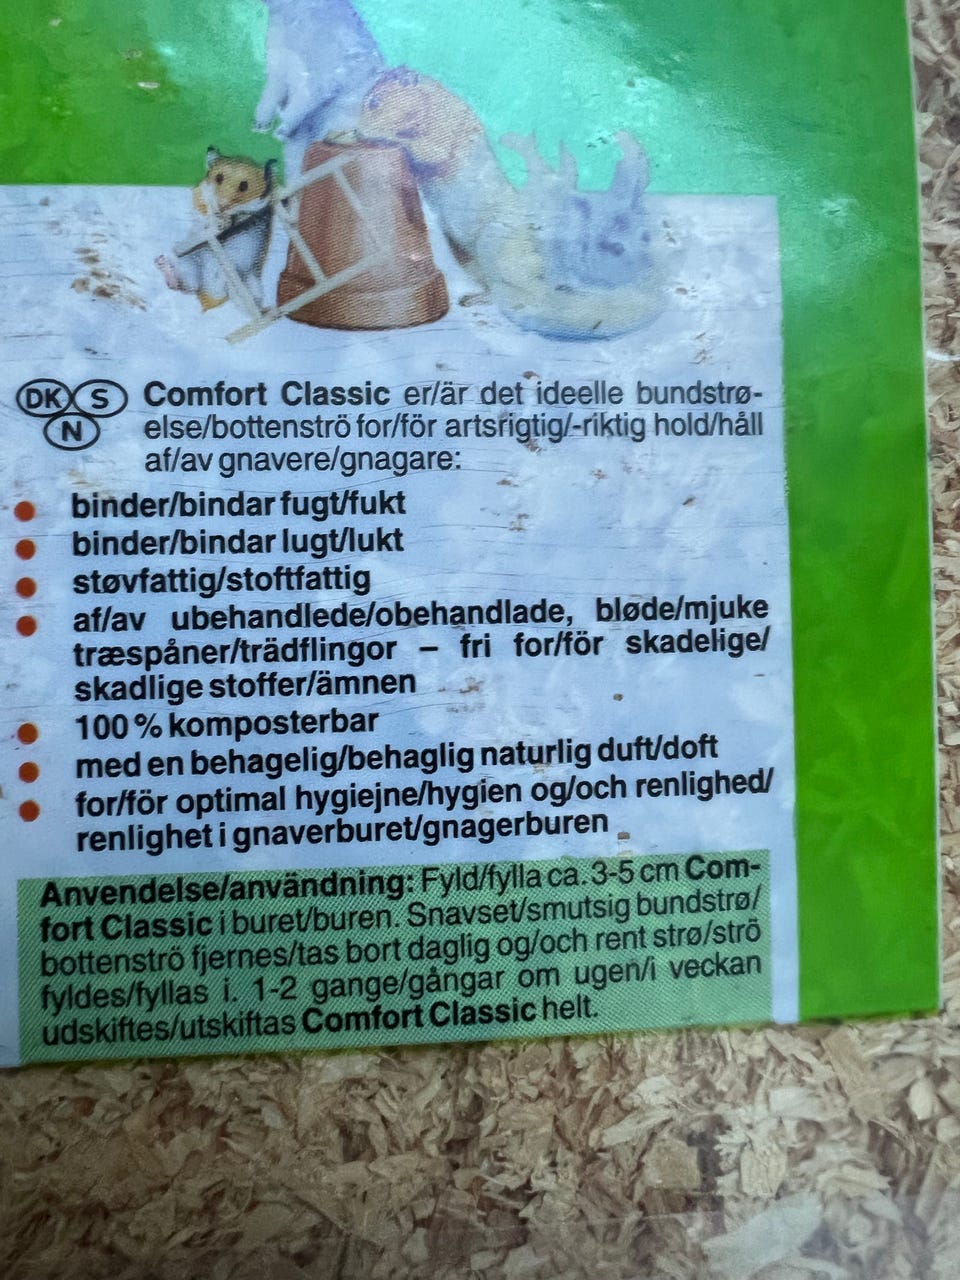 DK S
N
Comfort Classic er/är det ideelle bundstrø-
else/bottenströ for/för artsrigtig/-riktig hold/håll
af/av gnavere/gnagare:
binder/bindar fugt/fukt
binder/bindar lugt/lukt
støvfattig/stoftfattig
af/av ubehandlede/obehandlade, bløde/mjuke
træspåner/trädflingor – fri for/för skadelige/
skadlige stoffer/ämnen
100 % komposterbar
med en behagelig/behaglig naturlig duft/doft
for/för optimal hygiejne/hygien og/och renlighed/
renlighet i gnaverburet/gnagerburen
Anvendelse/användning: Fyld/fylla ca. 3-5 cm Com-
fort Classic i buret/buren. Snavset/smutsig bundstrø/
bottenströ fjernes/tas bort daglig og/och rent strø/strö
fyldes/fyllas i. 1-2 gange/gångar om ugen/i veckan
udskiftes/utskiftas Comfort Classic helt.